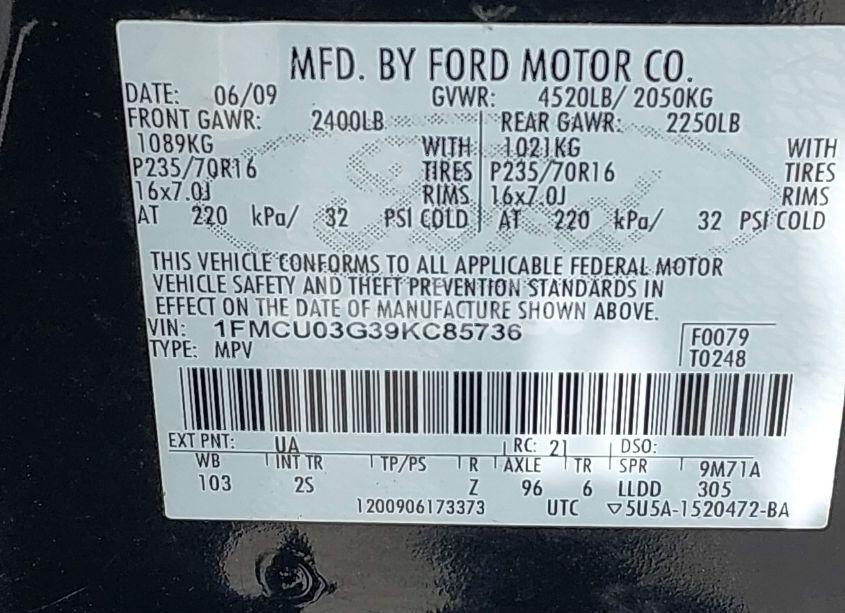 MFD. BY FORD MOTOR CO.
DATE: 06/09 GVWR: 4520LB/ 2050KG
FRONT GAWR: 2400LB REAR GAWR: 2250LB
1089KG WITH 1021KG WITH
P235/70R16 TIRES P235/70R16 TIRES
16x7.0J RIMS 16x7.0J RIMS
AT 220 kPa/ 32 PSI COLD AT 220 kPa/ 32 PSI COLD
THIS VEHICLE CONFORMS TO ALL APPLICABLE FEDERAL MOTOR
VEHICLE SAFETY AND THEFT PREVENTION STANDARDS IN
EFFECT ON THE DATE OF MANUFACTURE SHOWN ABOVE.
VIN: 1FMCU03G39KC85736 F0079
TYPE: MPV T0248
EXT PNT: UA RC: 21 DSO:
WB INT TR TP/PS R AXLE TR SPR 9M71A
103 2S Z 96 6 LLDD 305
1200906173373 UTC ▽5U5A-1520472-BA